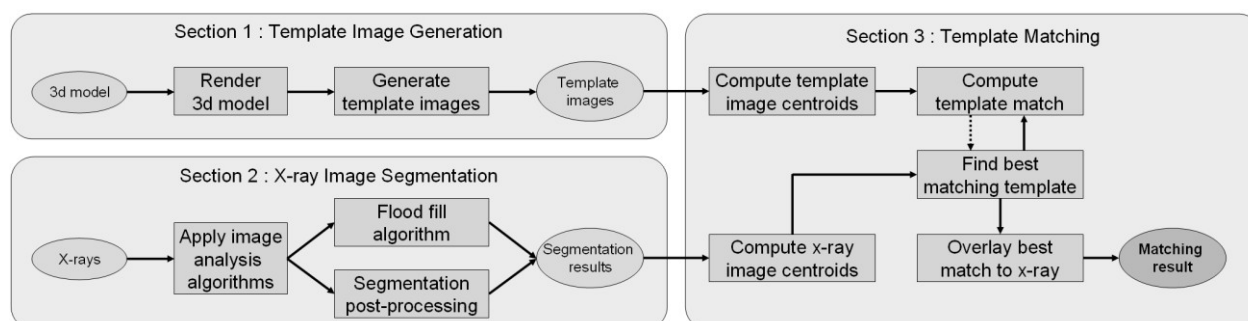 Section 1 : Template Image Generation
3d model
Render
3d model
Generate
template images
Template
images
Section 2 : X-ray Image Segmentation
X-rays
Apply image
analysis
algorithms
Flood fill
algorithm
Segmentation
post-processing
Segmentation
results
Section 3 : Template Matching
Compute template
image centroids
Compute
template match
Find best
matching template
Compute x-ray
image centroids
Overlay best
match to x-ray
Matching
result